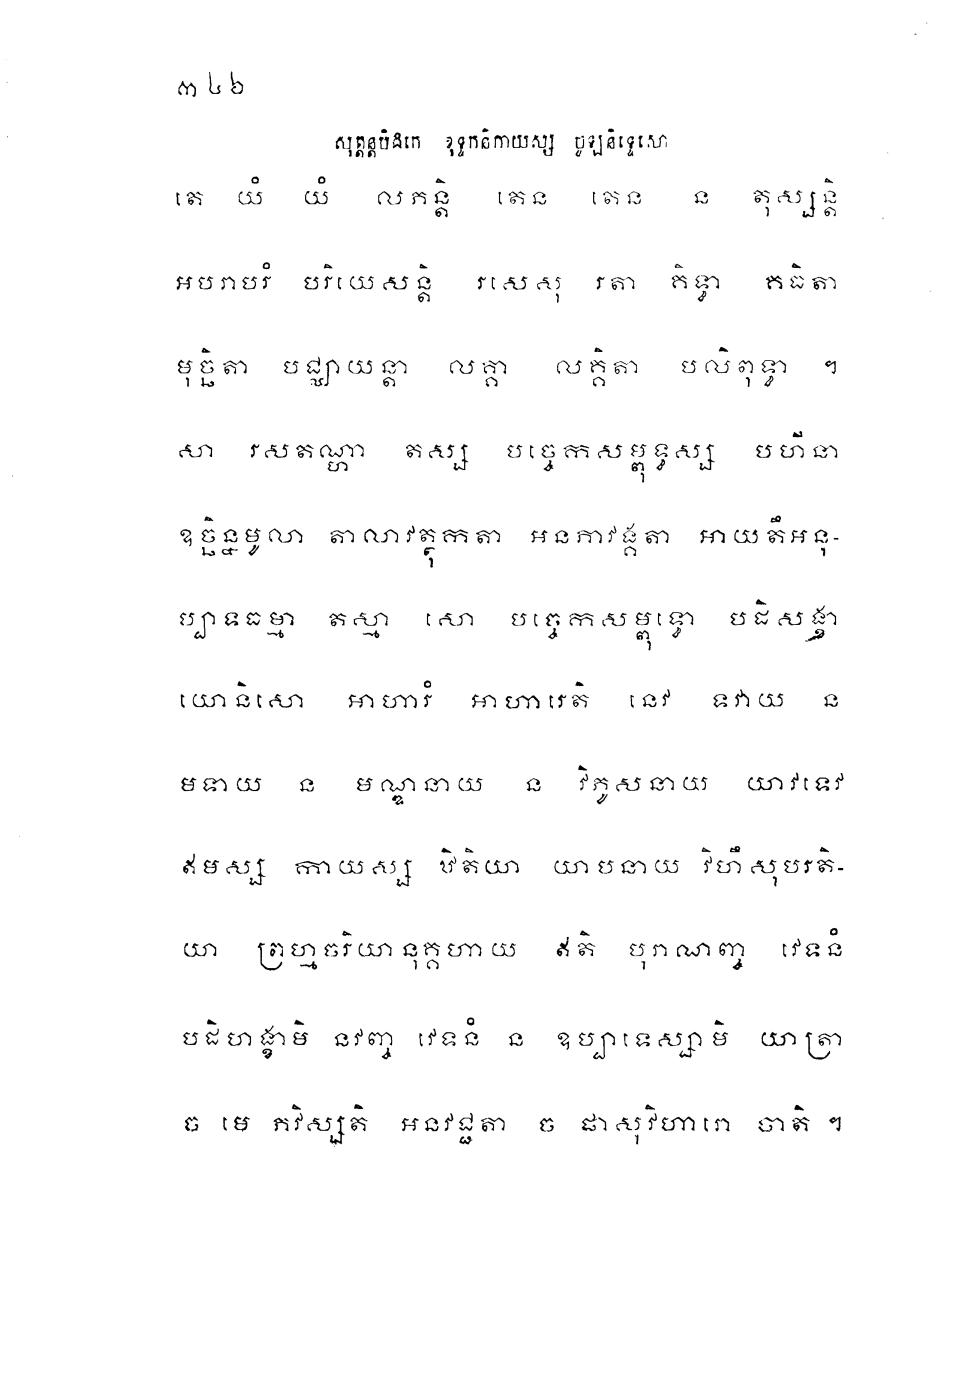 ៣៤៦
សុត្តន្តបិដកេ ខុទ្ទកនិកាយស្ស ចូឡនិទ្ទេសោ
តេ យំ យំ លភន្តិ តេន តេន ន តុស្សន្តិ
អបរាបរំ បរិយេសន្តិ រសេសុ រតា គិទ្ធា គធិតា
មុច្ឆិតា បជ្ឈាយន្តា លគ្គា លគ្គិតា បលិពុទ្ធា ។
សា រសតណ្ហា តស្ស បច្ចេកសម្ពុទ្ធស្ស បហីនា
ឧច្ឆិន្នមូលា តាលាវត្ថុកតា អនភាវង្គតា អាយតឹអនុ-
ប្បាទធម្មា តស្មា សោ បច្ចេកសម្ពុទ្ធោ បដិសង្ខា
យោនិសោ អាហារំ អាហារេតិ នេវ ទវាយ ន
មទាយ ន មណ្ឌនាយ ន វិភូសនាយ យាវទេវ
ឥមស្ស កាយស្ស ឋិតិយា យាបនាយ វិហឹសុបរតិ-
យា ព្រហ្មចរិយានុគ្គហាយ ឥតិ បុរាណញ្ច វេទនំ
បដិហង្ខាមិ នវញ្ច វេទនំ ន ឧប្បាទេស្សាមិ យាត្រា
ច មេ ភវិស្សតិ អនវជ្ជតា ច ផាសុវិហារោ ចាតិ ។